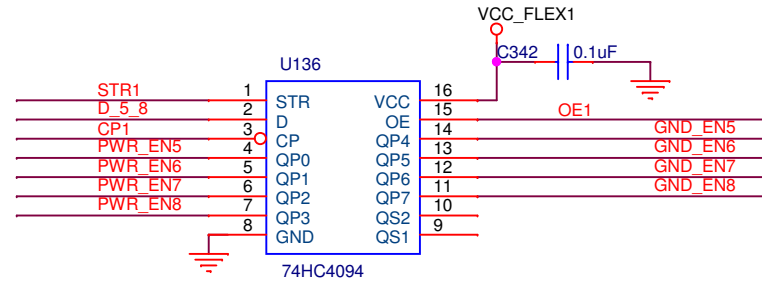 VCC_FLEX1
C342 0.1uF
U136
STR1 1 STR VCC 16
D_5_8 2 D OE 15 OE1
CP1 3 CP QP4 14 GND_EN5
PWR_EN5 4 QP0 QP5 13 GND_EN6
PWR_EN6 5 QP1 QP6 12 GND_EN7
PWR_EN7 6 QP2 QP7 11 GND_EN8
PWR_EN8 7 QP3 QS2 10
8 GND QS1 9
74HC4094